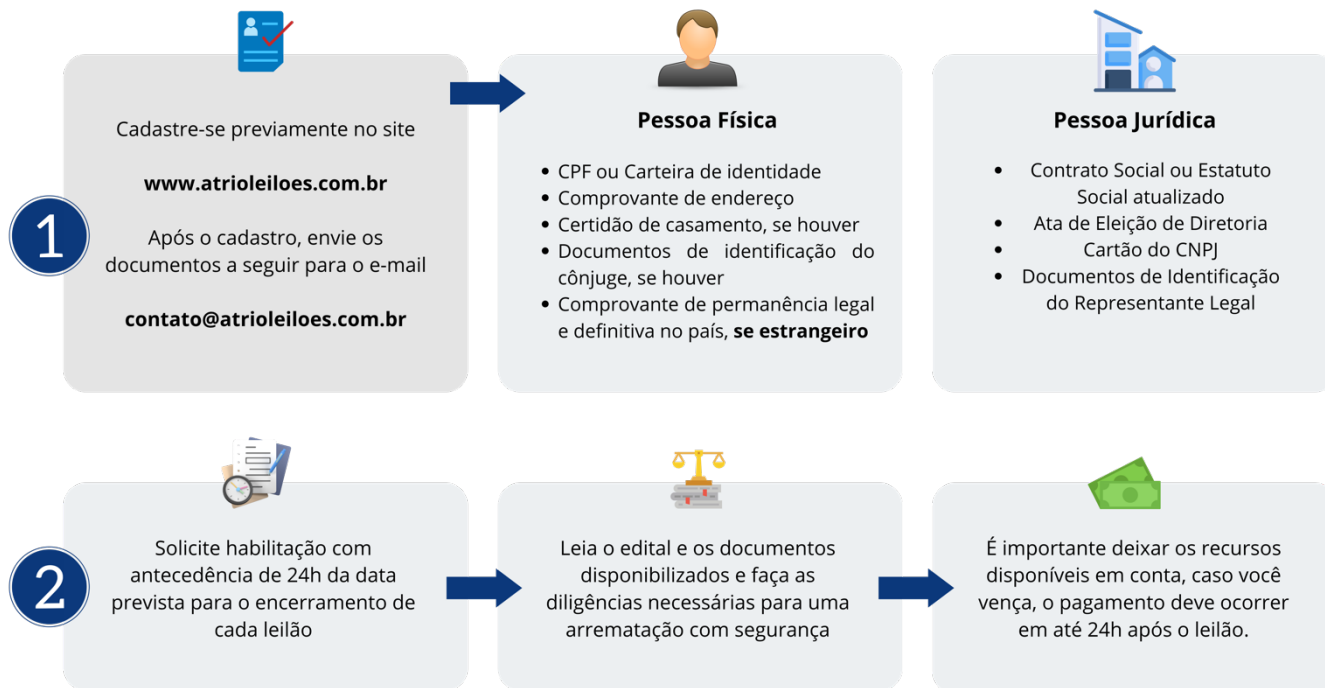 1
Cadastre-se previamente no site
www.atrioleiloes.com.br
Após o cadastro, envie os
documentos a seguir para o e-mail
contato@atrioleiloes.com.br
Pessoa Física
• CPF ou Carteira de identidade
• Comprovante de endereço
• Certidão de casamento, se houver
• Documentos de identificação do
cônjuge, se houver
• Comprovante de permanência legal
e definitiva no país, se estrangeiro
Pessoa Jurídica
• Contrato Social ou Estatuto
Social atualizado
• Ata de Eleição de Diretoria
• Cartão do CNPJ
• Documentos de Identificação
do Representante Legal
2
Solicite habilitação com
antecedência de 24h da data
prevista para o encerramento de
cada leilão
Leia o edital e os documentos
disponibilizados e faça as
diligências necessárias para uma
arrematação com segurança
É importante deixar os recursos
disponíveis em conta, caso você
vença, o pagamento deve ocorrer
em até 24h após o leilão.